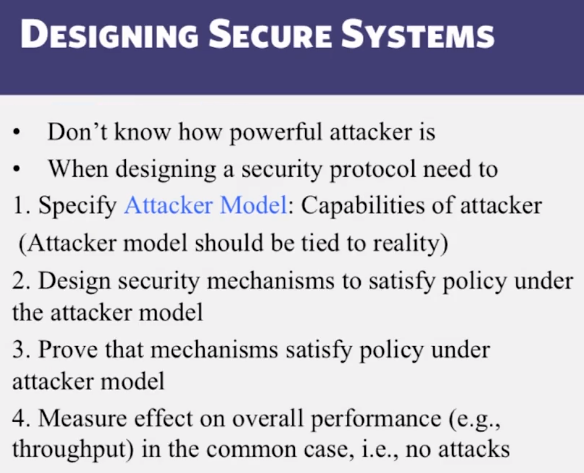 DESIGNING SECURE SYSTEMS
• Don't know how powerful attacker is
• When designing a security protocol need to
1. Specify Attacker Model: Capabilities of attacker
(Attacker model should be tied to reality)
2. Design security mechanisms to satisfy policy under
the attacker model
3. Prove that mechanisms satisfy policy under
attacker model
4. Measure effect on overall performance (e.g.,
throughput) in the common case, i.e., no attacks